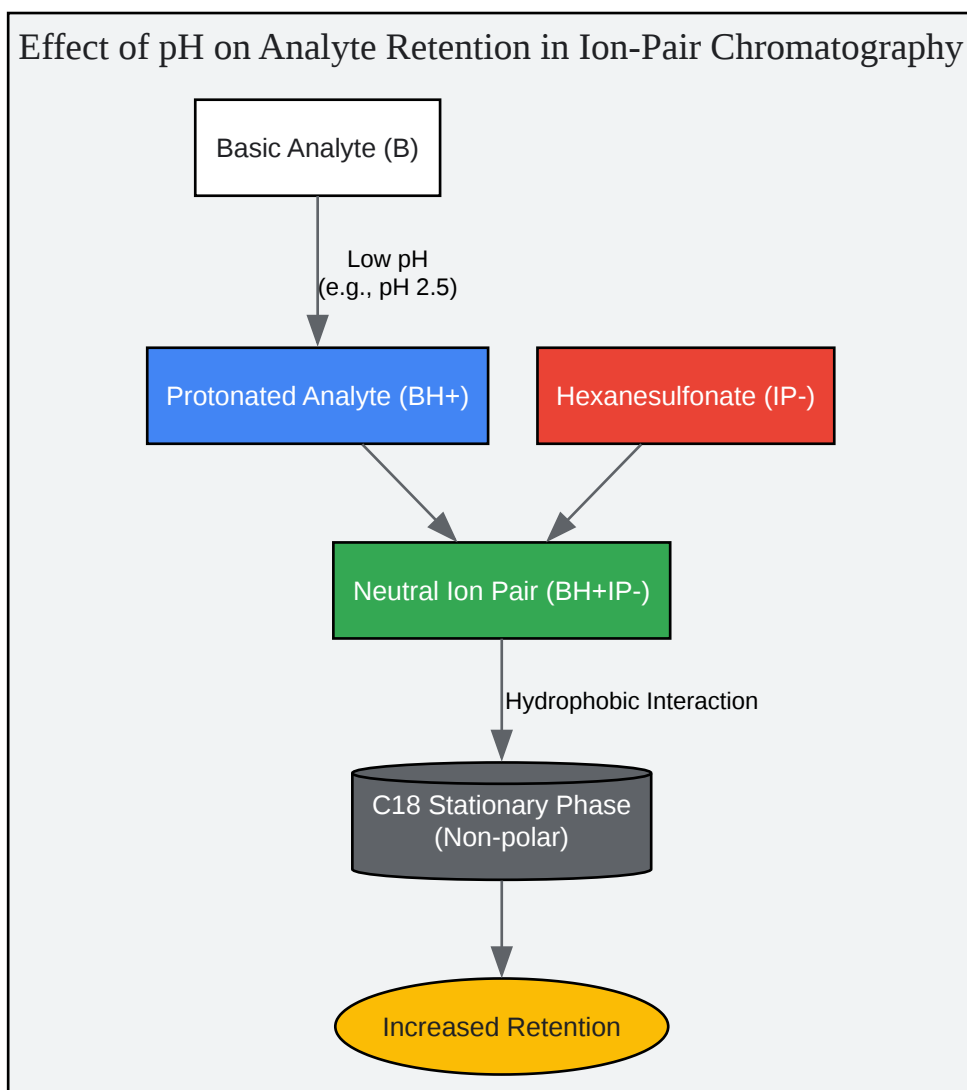 Effect of pH on Analyte Retention in Ion-Pair Chromatography
Basic Analyte (B)
Low pH
(e.g., pH 2.5)
Protonated Analyte (BH+)
Hexanesulfonate (IP-)
Neutral Ion Pair (BH+IP-)
Hydrophobic Interaction
C18 Stationary Phase
(Non-polar)
Increased Retention